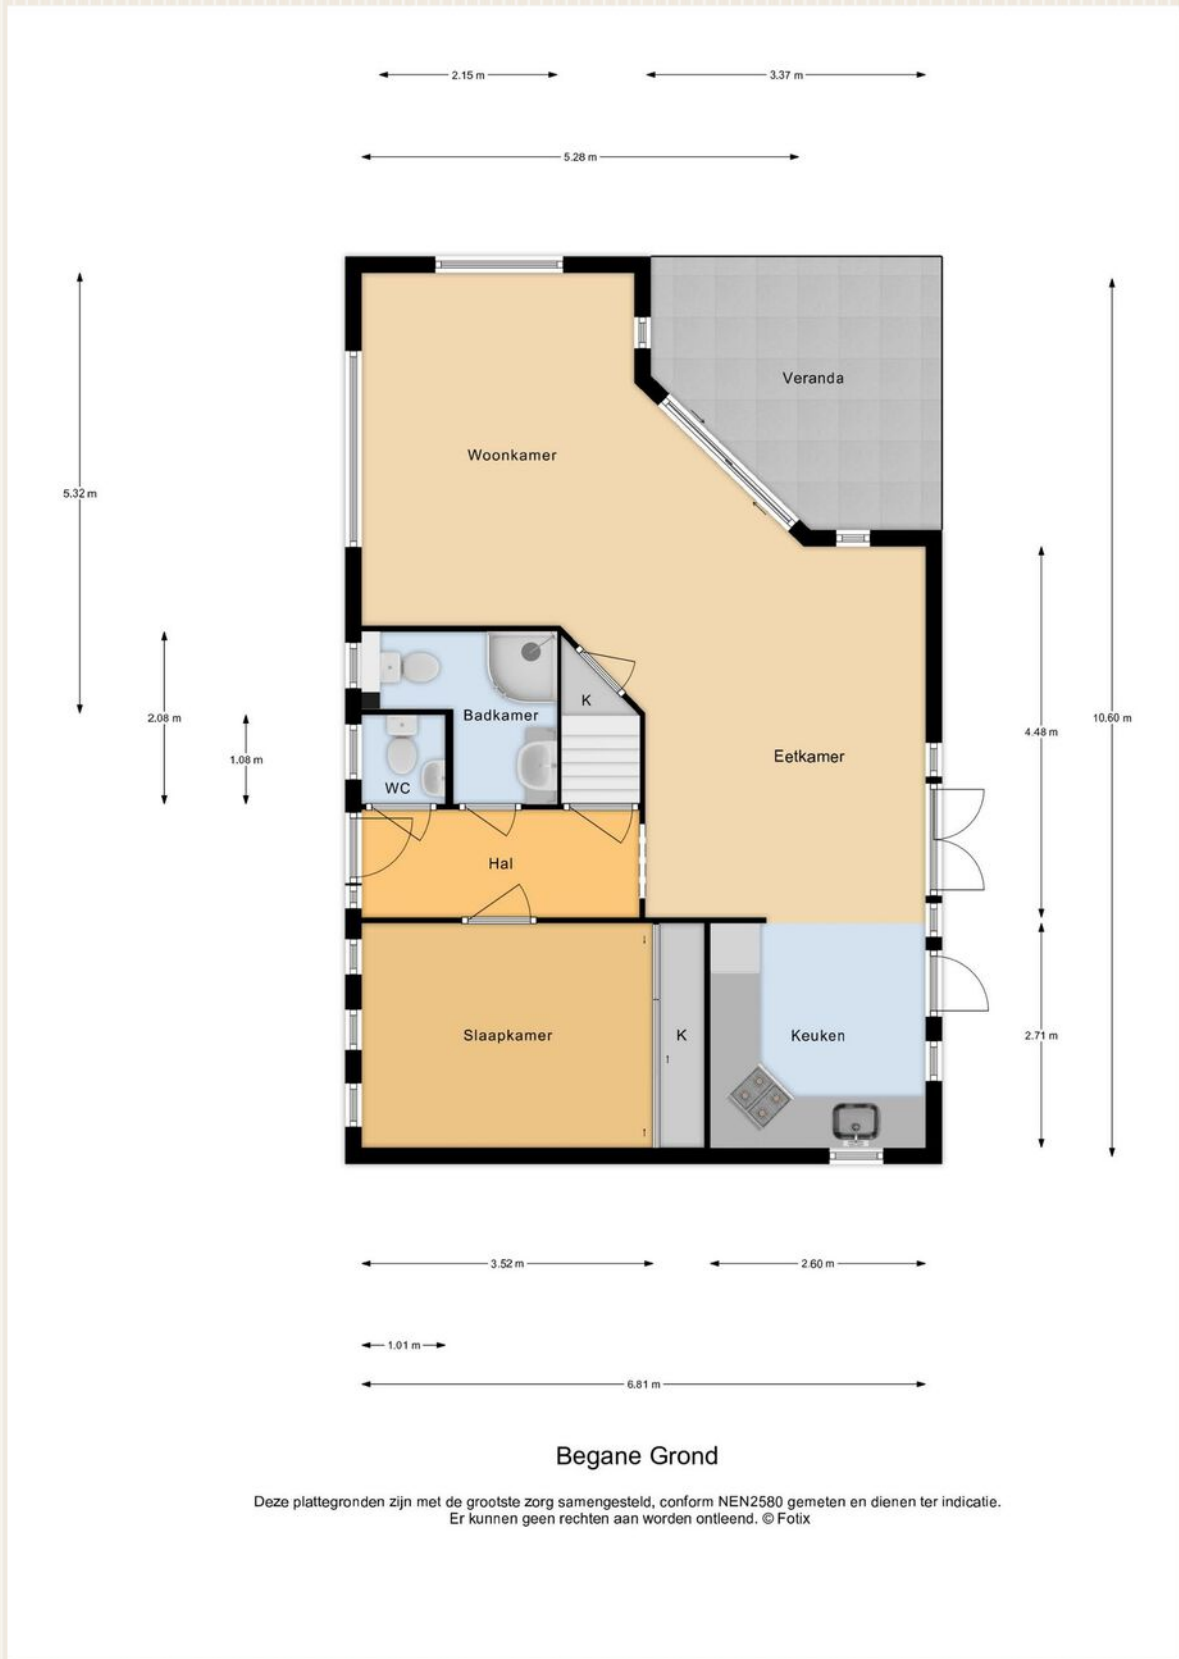 2.15 m
3.37 m
5.28 m
Veranda
Woonkamer
5.32 m
K
Badkamer
2.08 m
10.60 m
4.48 m
Eetkamer
1.08 m
WC
Hal
Slaapkamer
K
Keuken
2.71 m
3.52 m
2.60 m
1.01 m
6.81 m
Begane Grond
Deze plattegronden zijn met de grootste zorg samengesteld, conform NEN2580 gemeten en dienen ter indicatie.
Er kunnen geen rechten aan worden ontleend. © Fotix